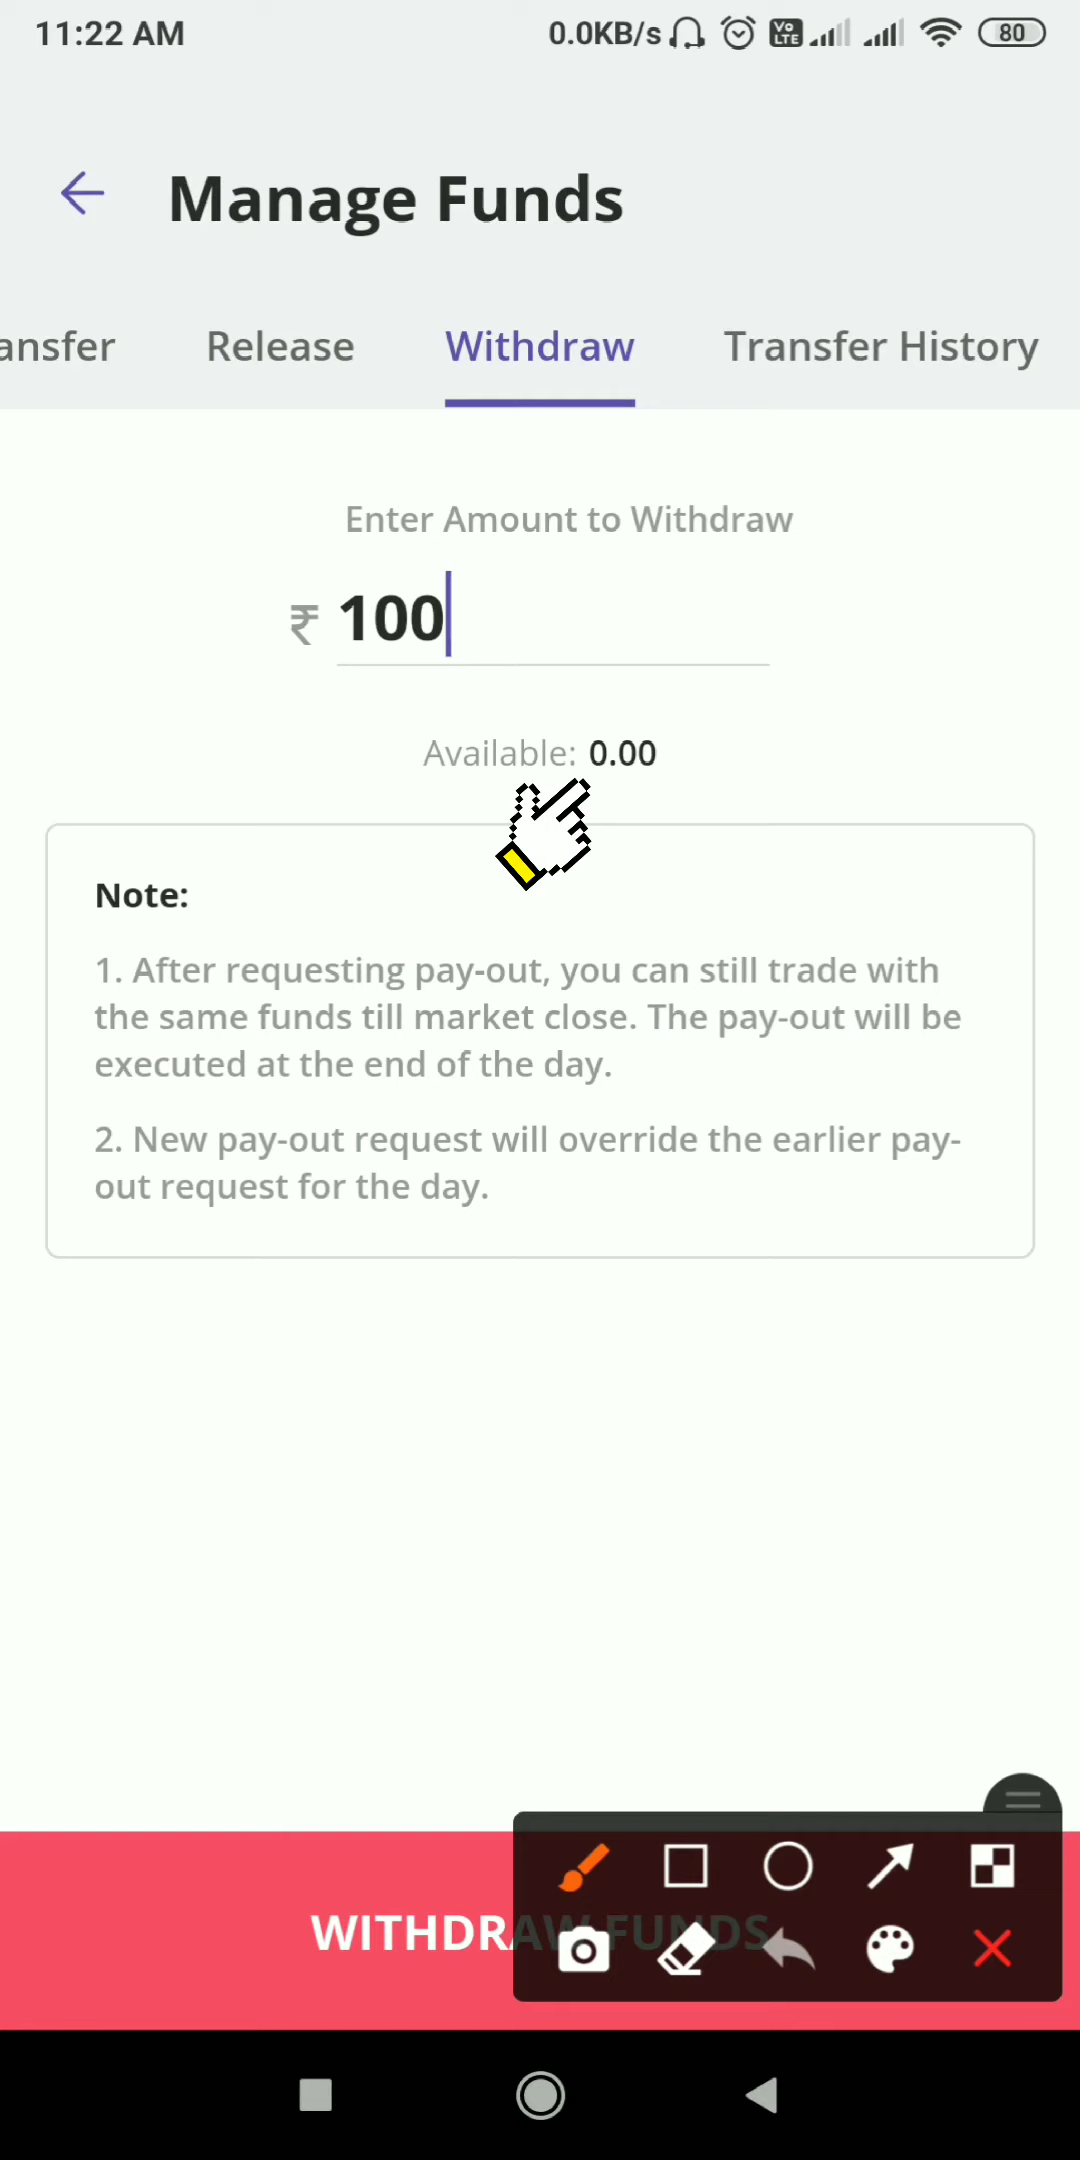 11:22 AM
0.0KB/s
Vo
LTE
80
Manage Funds
ansfer
Release
Withdraw
Transfer History
Enter Amount to Withdraw
₹ 100
Available: 0.00
Note:
1. After requesting pay-out, you can still trade with
the same funds till market close. The pay-out will be
executed at the end of the day.
2. New pay-out request will override the earlier pay-
out request for the day.
WITHDRAW FUNDS